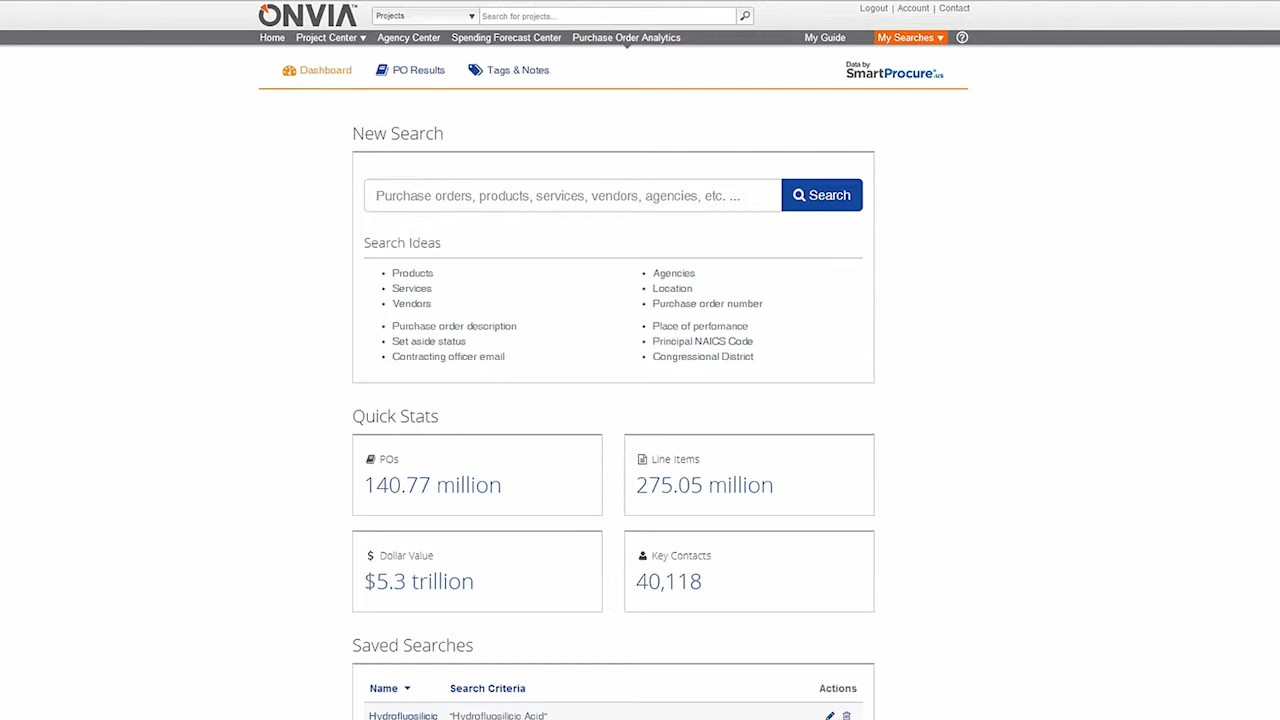 ONVIA™
Projects
Search for projects...
Logout | Account | Contact
Home Project Center ▾ Agency Center Spending Forecast Center Purchase Order Analytics My Guide My Searches ▾ ?
Dashboard PO Results Tags & Notes
Data by
SmartProcure.us
New Search
Purchase orders, products, services, vendors, agencies, etc. ...
Search
Search Ideas
• Products
• Services
• Vendors
• Purchase order description
• Set aside status
• Contracting officer email
• Agencies
• Location
• Purchase order number
• Place of perfomance
• Principal NAICS Code
• Congressional District
Quick Stats
POs
140.77 million
Line Items
275.05 million
$ Dollar Value
$5.3 trillion
Key Contacts
40,118
Saved Searches
Name ▾ Search Criteria Actions
Hydrofluosilicic "Hydrofluosilicic Acid"